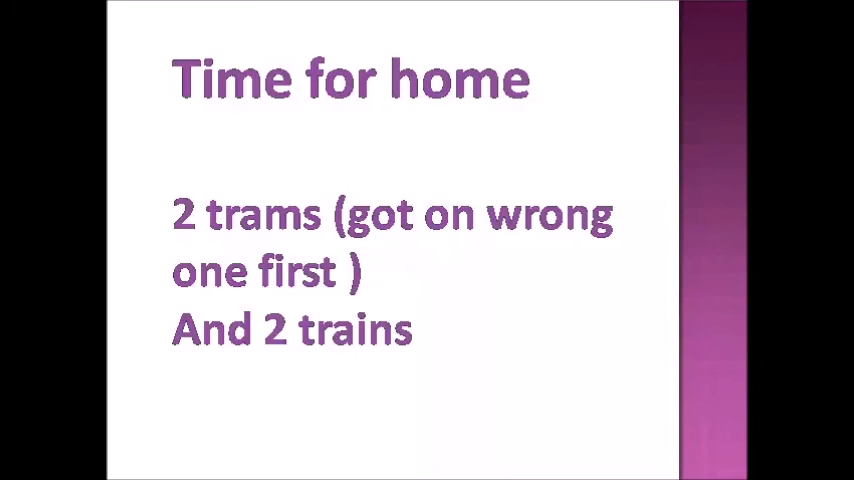 Time for home
2 trams (got on wrong
one first )
And 2 trains